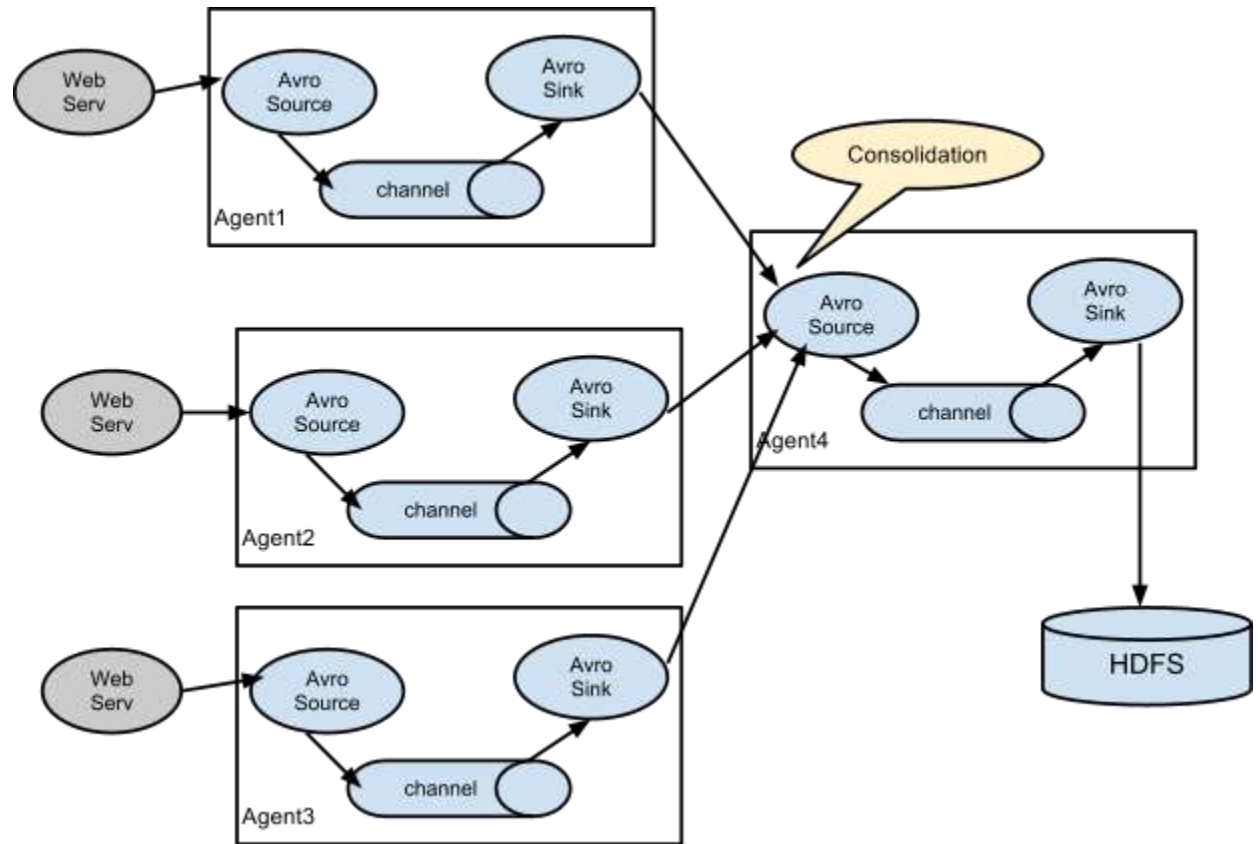 Web
Serv
Avro
Source
Avro
Sink
channel
Agent1
Consolidation
Web
Serv
Avro
Source
Avro
Sink
channel
Agent2
Avro
Source
Avro
Sink
channel
Agent4
Web
Serv
Avro
Source
Avro
Sink
channel
Agent3
HDFS